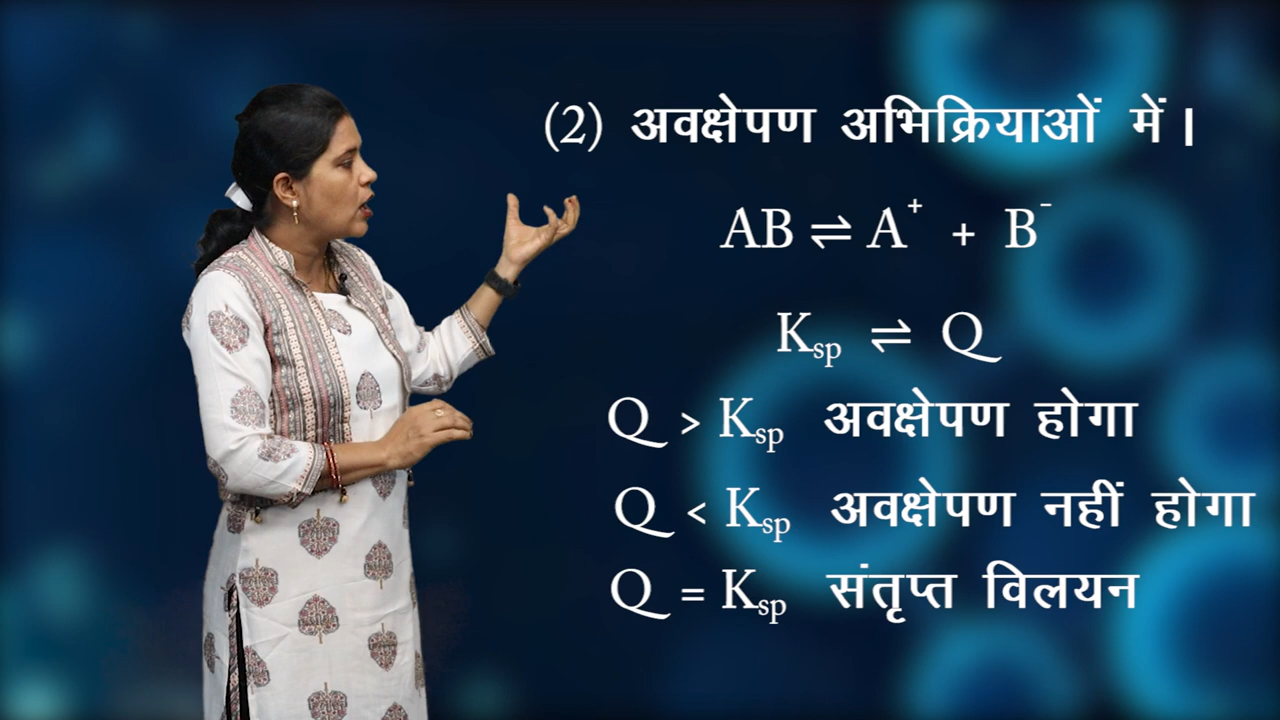 (2) अवक्षेपण अभिक्रियाओं में।
AB ⇌ A⁺ + B⁻
Kₛₚ ⇌ Q
Q > Kₛₚ अवक्षेपण होगा
Q < Kₛₚ अवक्षेपण नहीं होगा
Q = Kₛₚ संतृप्त विलयन